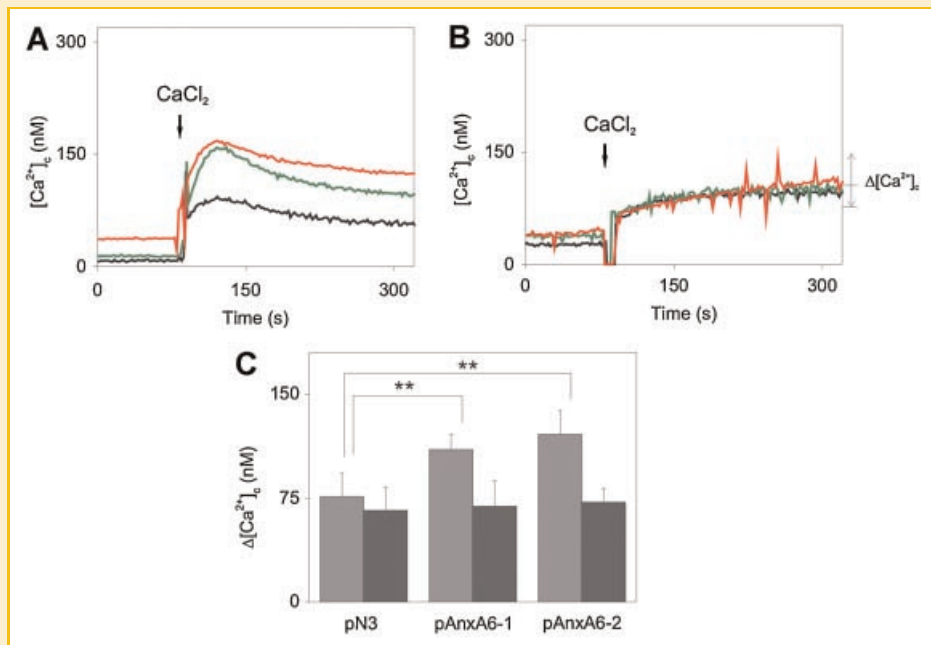 A
300
150
0
[Ca²⁺]c (nM)
CaCl₂
0 150 300
Time (s)
B
300
150
0
[Ca²⁺]c (nM)
CaCl₂
Δ[Ca²⁺]c
0 150 300
Time (s)
C
150
75
0
Δ[Ca²⁺]c (nM)
**
**
pN3 pAnxA6-1 pAnxA6-2